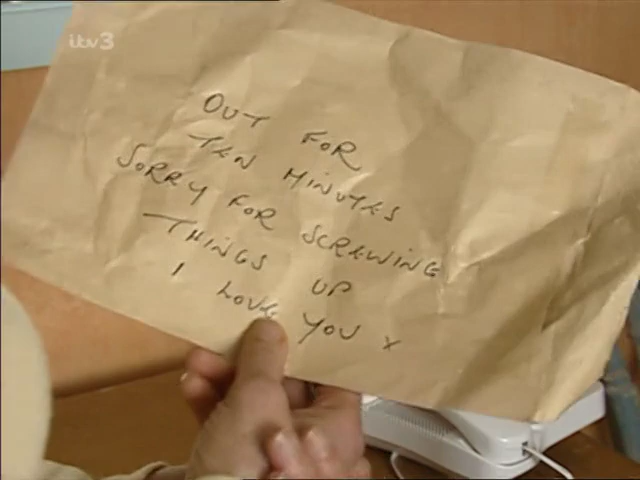 itv3
OUT FOR
TEN MINUTES
SORRY FOR SCREWING
THINGS UP
I LOVE YOU x